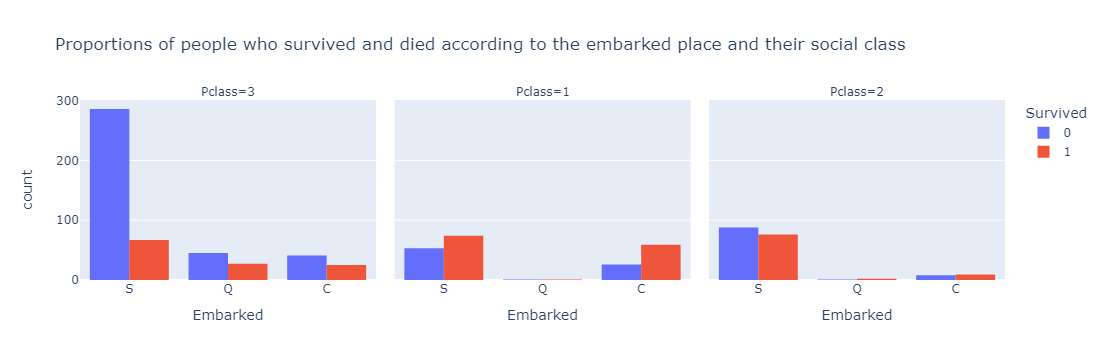 Proportions of people who survived and died according to the embarked place and their social class
Pclass=3
Pclass=1
Pclass=2
Survived
0
1
count
300
200
100
0
S
Q
C
S
Q
C
S
Q
C
Embarked
Embarked
Embarked